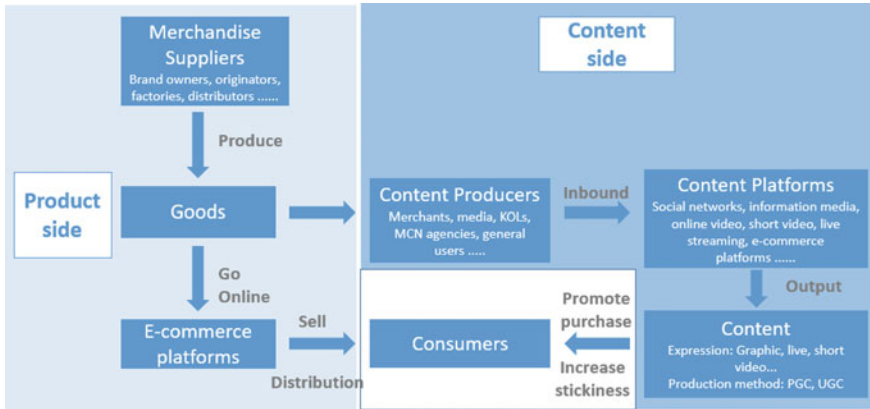 Merchandise
Suppliers
Brand owners, originators,
factories, distributors ......
Content
side
Produce
Product
side
Goods
Content Producers
Merchants, media, KOLs,
MCN agencies, general
users .....
Inbound
Content Platforms
Social networks, information media,
online video, short video, live
streaming, e-commerce
platforms ......
Go
Online
Output
E-commerce
platforms
Sell
Distribution
Consumers
Promote
purchase
Increase
stickiness
Content
Expression: Graphic, live, short
video...
Production method: PGC, UGC